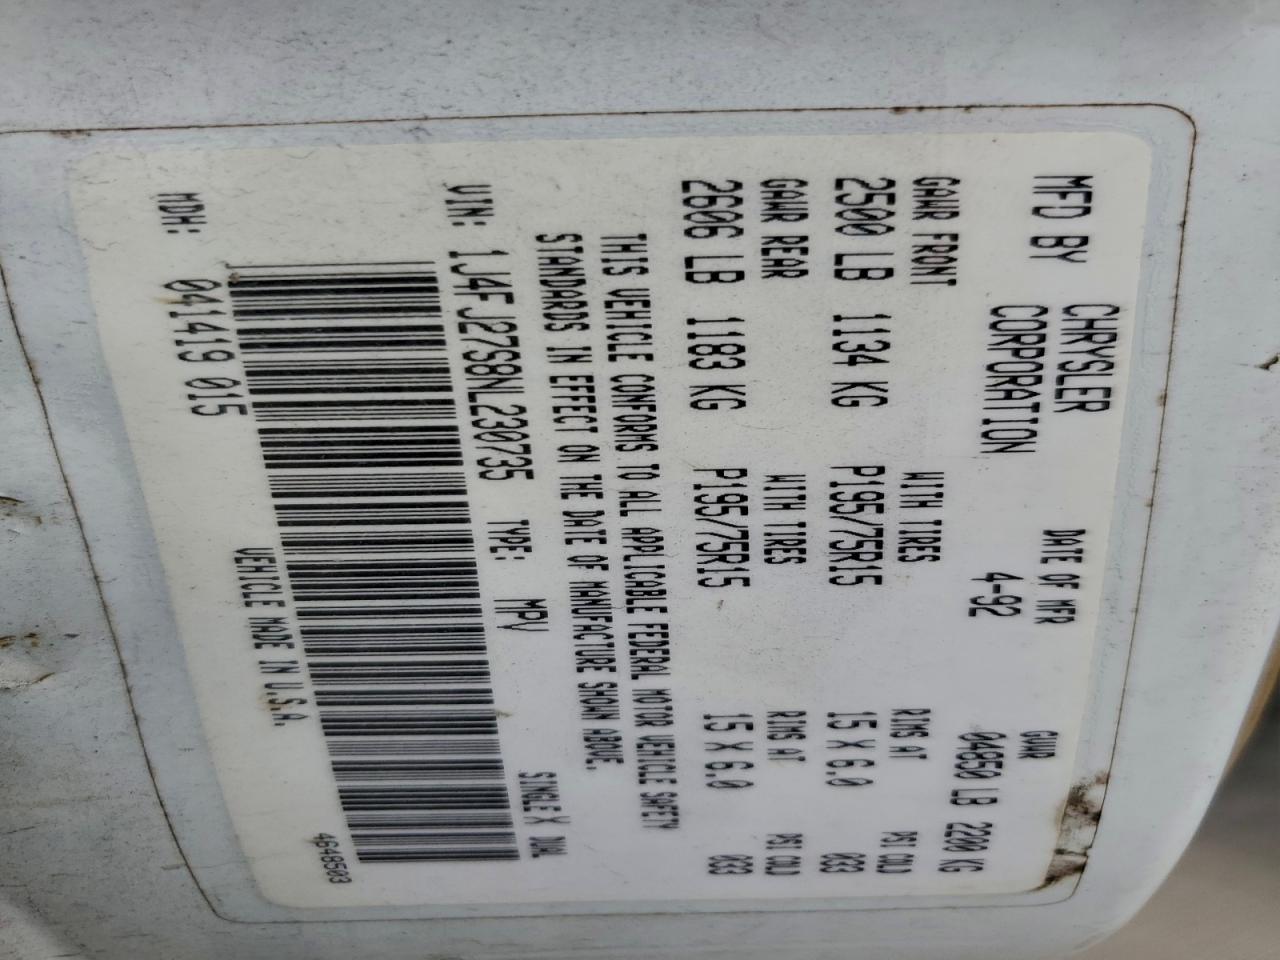 MFD BY CHRYSLER CORPORATION DATE OF MFR 4-92 GVWR 04850 LB 2200 KG
GAWR FRONT WITH TIRES RIMS AT PSI COLD
2500 LB 1134 KG P195/75R15 15 X 6.0 033
GAWR REAR WITH TIRES RIMS AT PSI COLD
2606 LB 1183 KG P195/75R15 15 X 6.0 033
THIS VEHICLE CONFORMS TO ALL APPLICABLE FEDERAL MOTOR VEHICLE SAFETY
STANDARDS IN EFFECT ON THE DATE OF MANUFACTURE SHOWN ABOVE.
VIN: 1J4FJ27S8NL230735 TYPE: MPV SINGLE X DUAL
MDH: 041419 015 VEHICLE MADE IN U.S.A 4648503